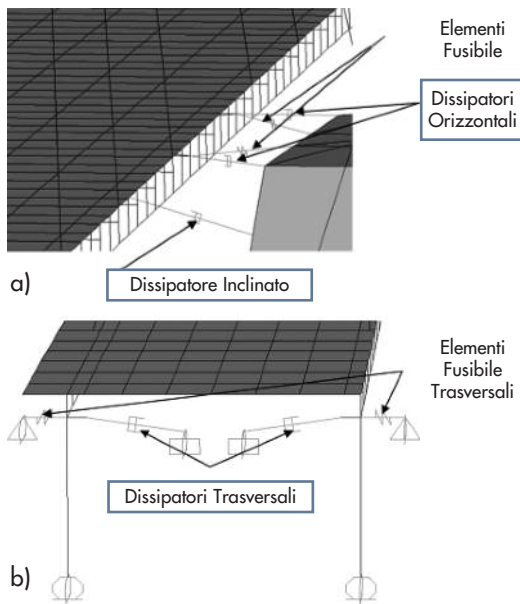 Elementi
Fusibile
Dissipatori
Orizzontali
a)
Dissipatore Inclinato
Elementi
Fusibile
Trasversali
Dissipatori Trasversali
b)